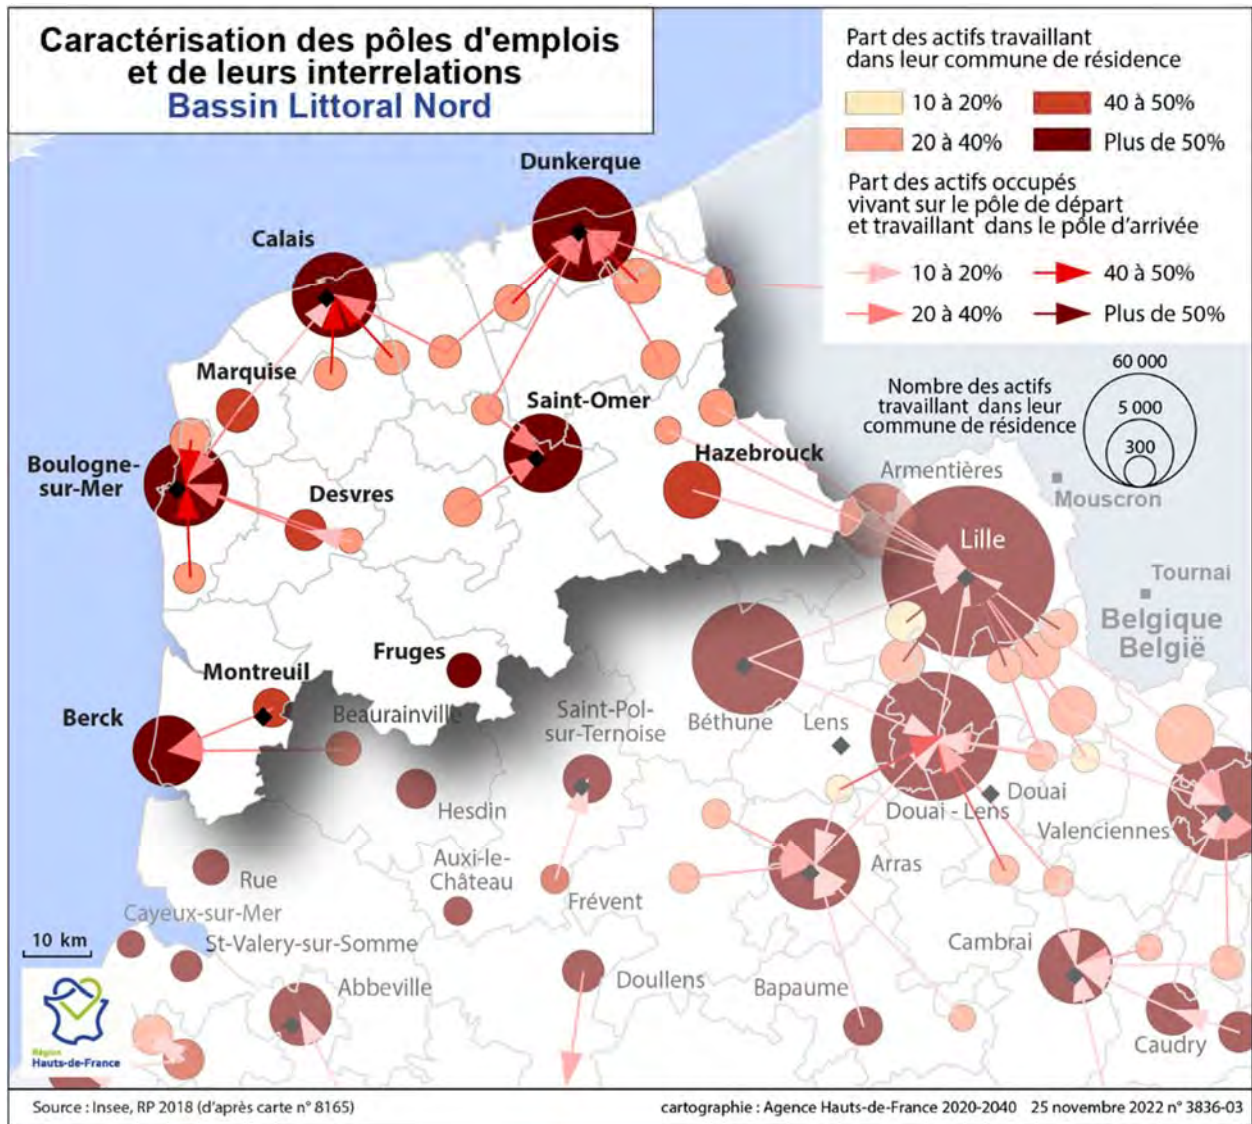 Caractérisation des pôles d'emplois
et de leurs interrelations
Bassin Littoral Nord
Part des actifs travaillant
dans leur commune de résidence
10 à 20%
40 à 50%
20 à 40%
Plus de 50%
Part des actifs occupés
vivant sur le pôle de départ
et travaillant dans le pôle d'arrivée
10 à 20%
40 à 50%
20 à 40%
Plus de 50%
Nombre des actifs
travaillant dans leur
commune de résidence
60 000
5 000
300
Dunkerque
Calais
Marquise
Saint-Omer
Boulogne-
sur-Mer
Desvres
Hazebrouck
Armentières
Mouscron
Lille
Tournai
Belgique
België
Fruges
Montreuil
Berck
Beaurainville
Saint-Pol-
sur-Ternoise
Béthune
Lens
Hesdin
Douai - Lens
Douai
Valenciennes
Rue
Auxi-le-
Château
Frévent
Arras
Cayeux-sur-Mer
St-Valery-sur-Somme
Abbeville
Doullens
Bapaume
Cambrai
Caudry
10 km
Région
Hauts-de-France
Source : Insee, RP 2018 (d'après carte n° 8165)
cartographie : Agence Hauts-de-France 2020-2040 25 novembre 2022 n° 3836-03